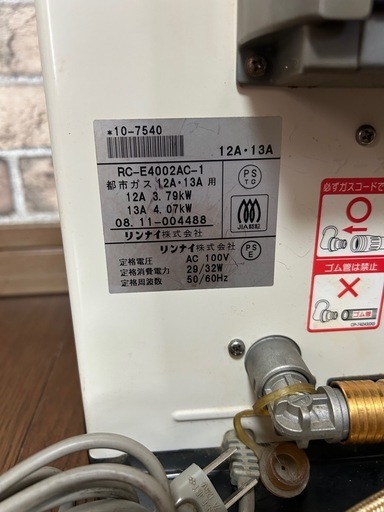 *10-7540
12A・13A
RC-E4002AC-1
都市ガス 12A・13A 用
12A 3.79kW
13A 4.07kW
08.11-004488
リンナイ株式会社
PS
TG
JIA認証
リンナイ株式会社
PS
E
定格電圧 AC 100V
定格消費電力 29/32W
定格周波数 50/60Hz
必ずガスコードで
ゴム管は禁止
ゴム管